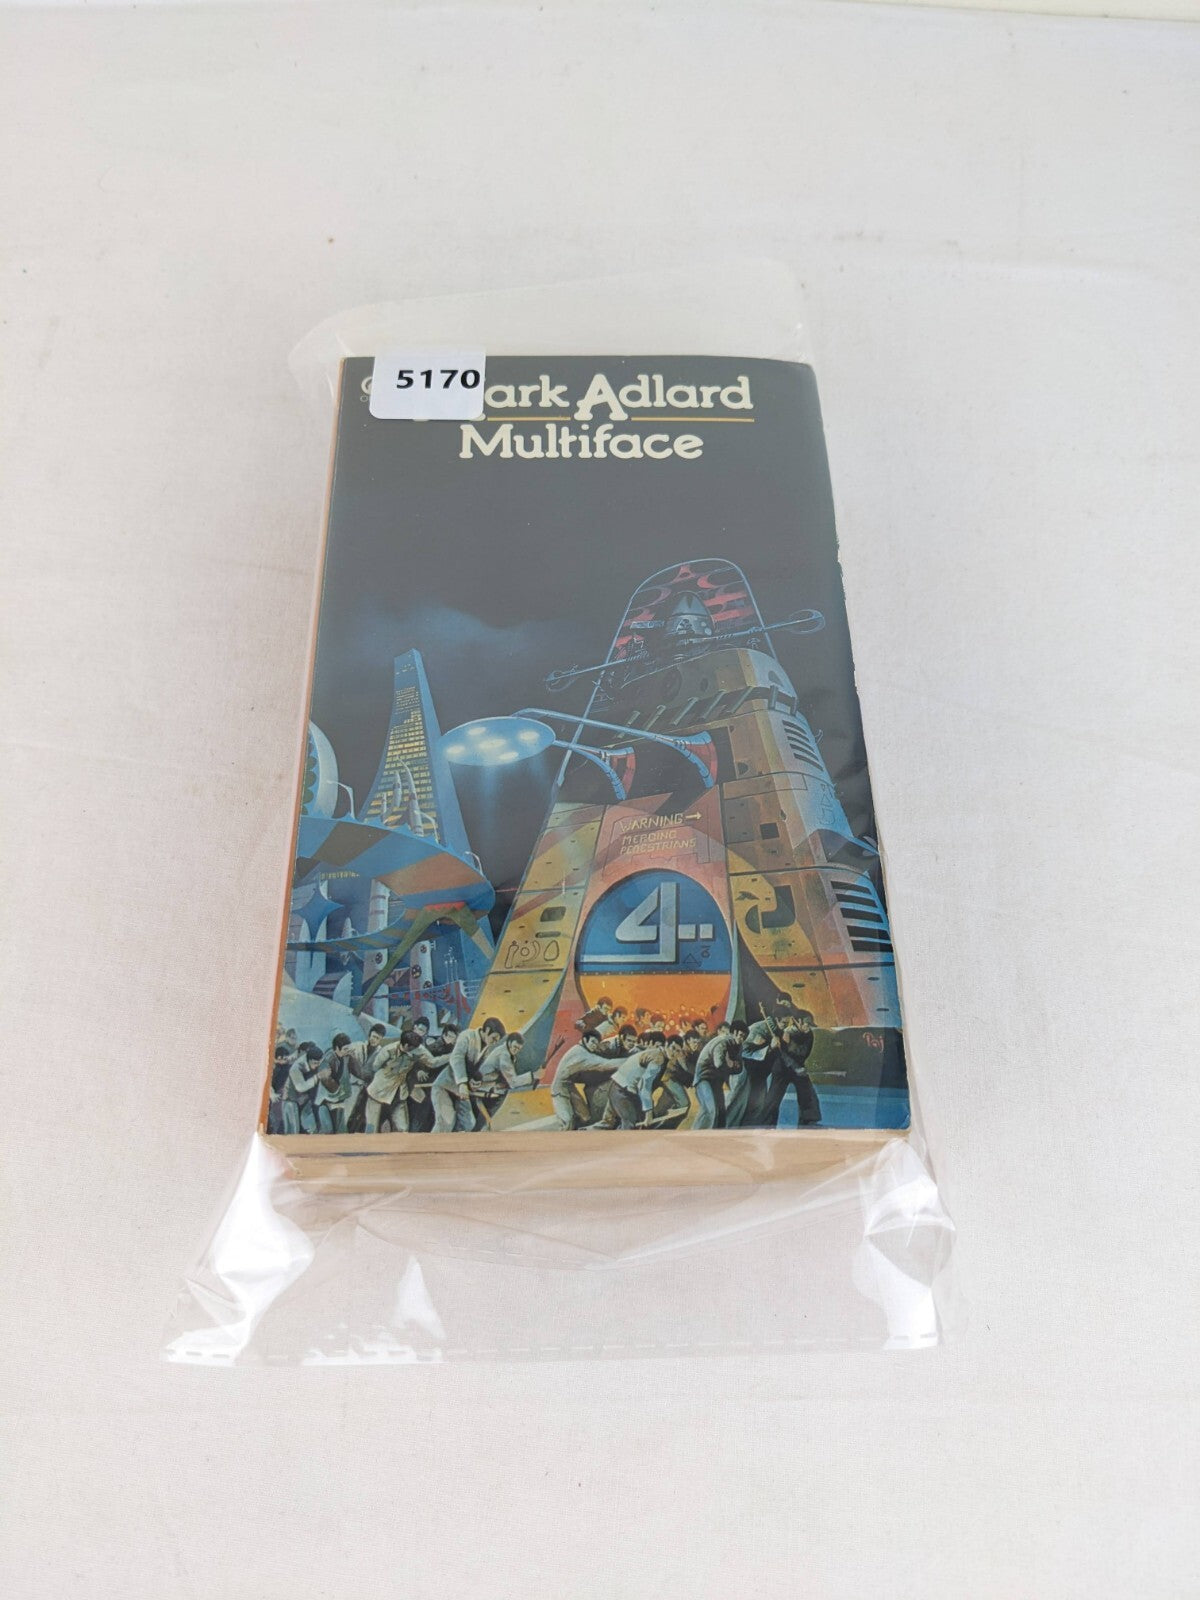 5170
ark Adlard
Multiface
WARNING→
MERGING
PEDESTRIANS
4